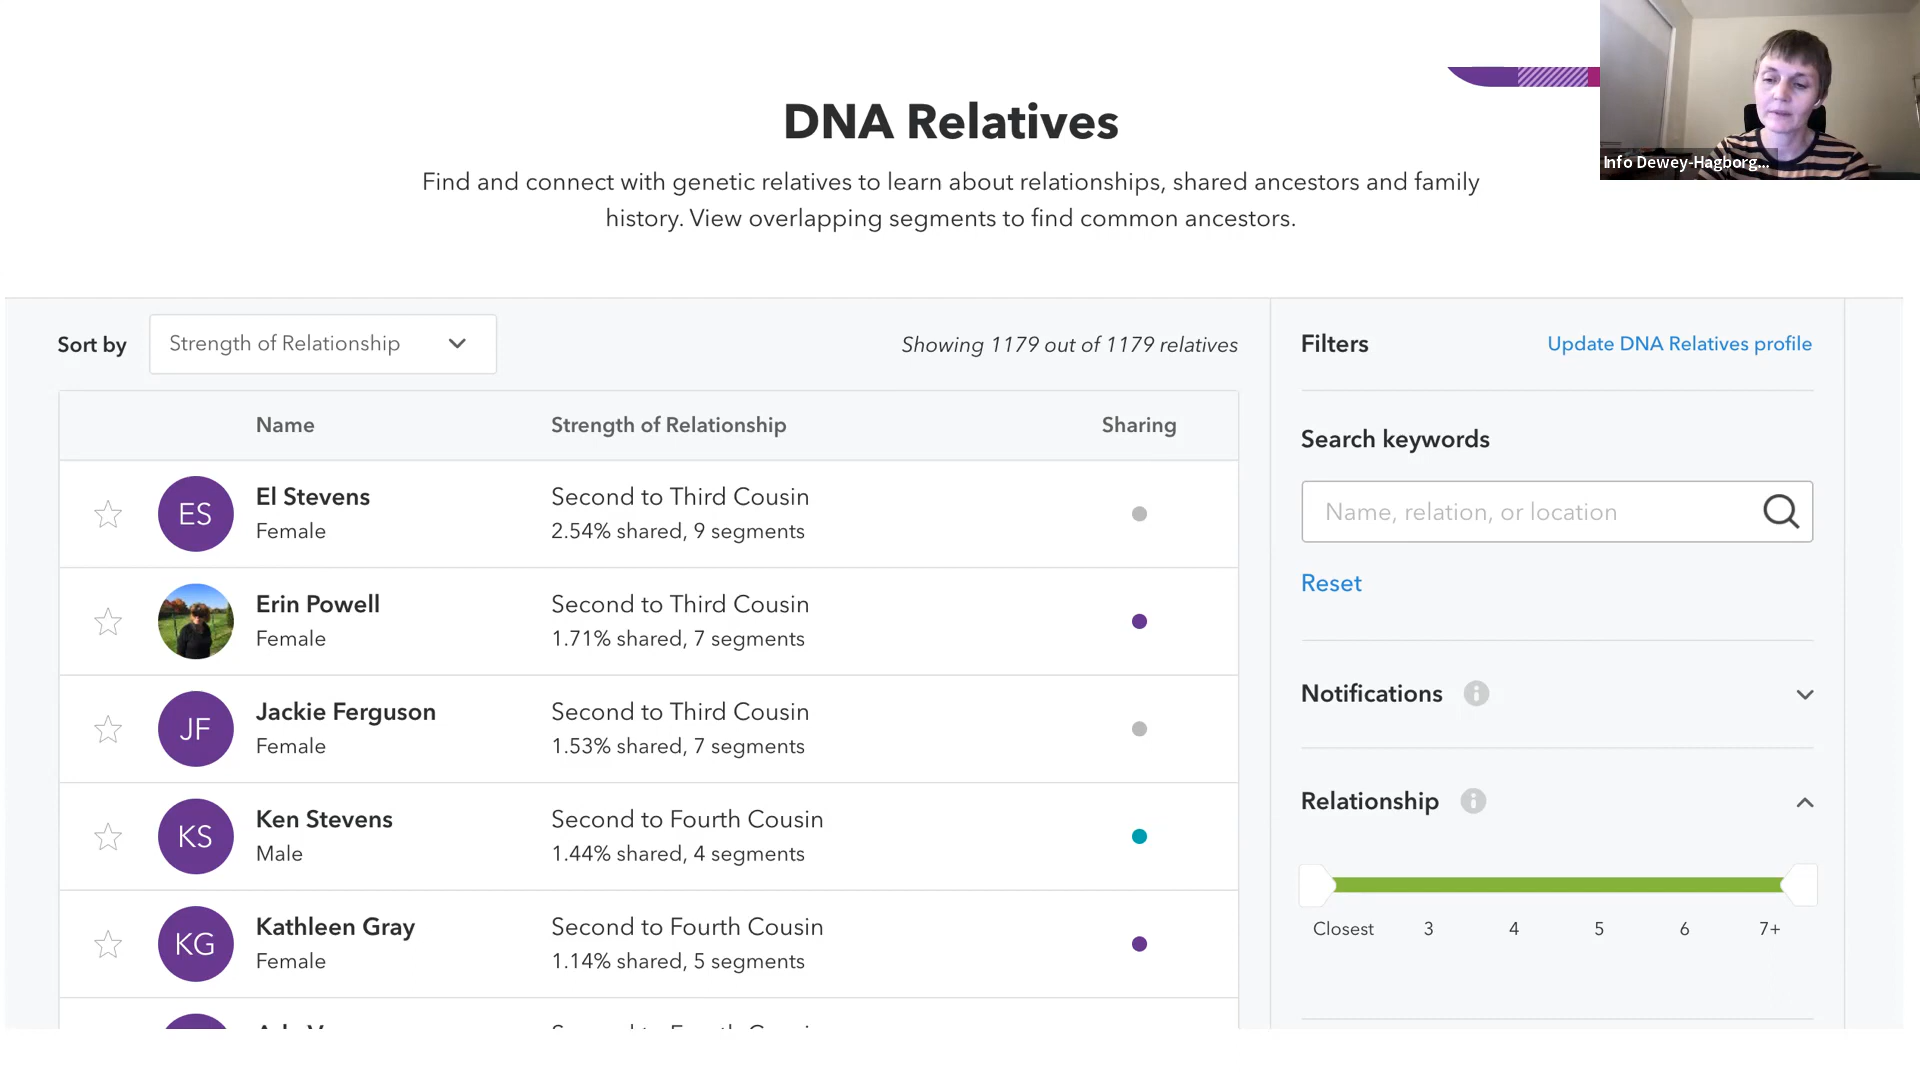 DNA Relatives
Find and connect with genetic relatives to learn about relationships, shared ancestors and family
history. View overlapping segments to find common ancestors.
Info Dewey-Hagborg...
Sort by
Strength of Relationship
Showing 1179 out of 1179 relatives
Name Strength of Relationship Sharing
ES
El Stevens
Female
Second to Third Cousin
2.54% shared, 9 segments
Erin Powell
Female
Second to Third Cousin
1.71% shared, 7 segments
JF
Jackie Ferguson
Female
Second to Third Cousin
1.53% shared, 7 segments
KS
Ken Stevens
Male
Second to Fourth Cousin
1.44% shared, 4 segments
KG
Kathleen Gray
Female
Second to Fourth Cousin
1.14% shared, 5 segments
Filters
Update DNA Relatives profile
Search keywords
Name, relation, or location
Reset
Notifications
Relationship
Closest 3 4 5 6 7+